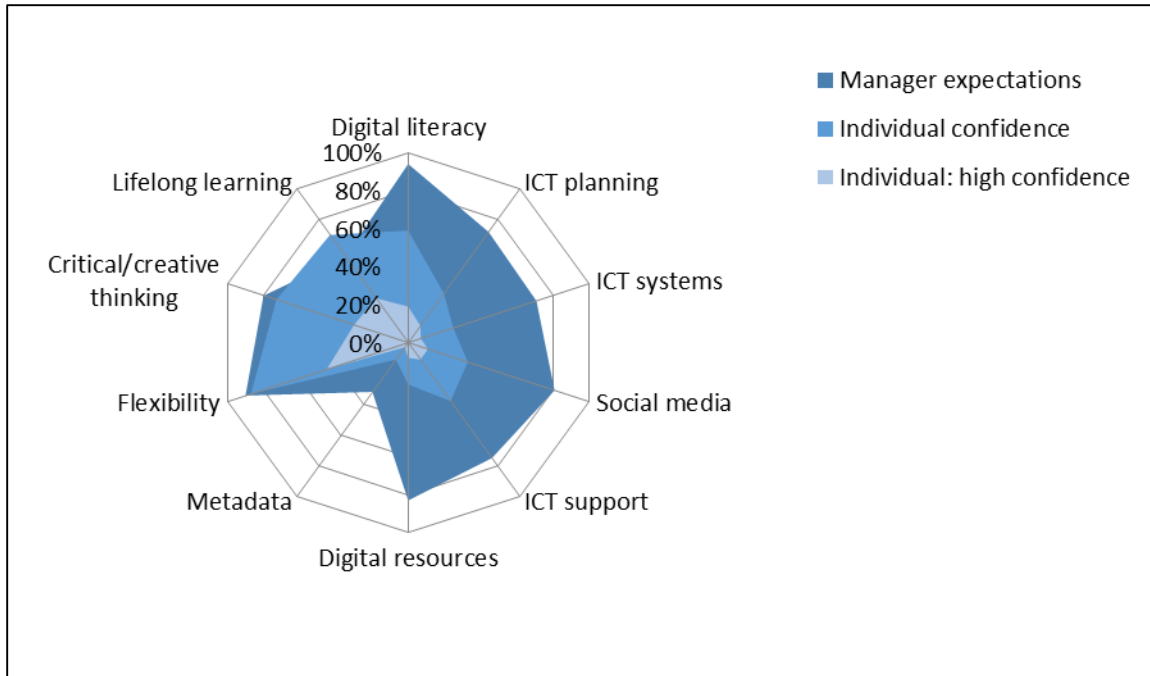 Manager expectations
Individual confidence
Individual: high confidence
Digital literacy
100%
80%
60%
40%
20%
0%
ICT planning
ICT systems
Social media
ICT support
Digital resources
Metadata
Flexibility
Critical/creative
thinking
Lifelong learning